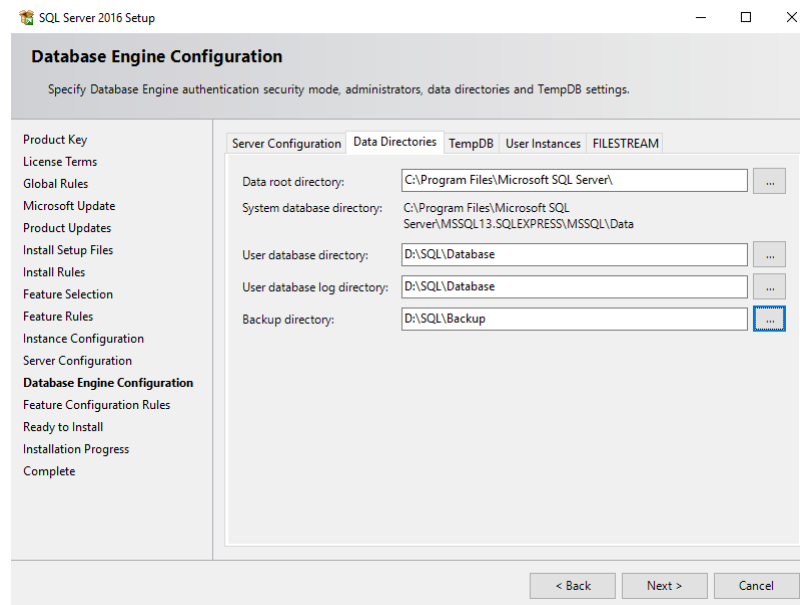 SQL Server 2016 Setup
Database Engine Configuration
Specify Database Engine authentication security mode, administrators, data directories and TempDB settings.
Product Key
License Terms
Global Rules
Microsoft Update
Product Updates
Install Setup Files
Install Rules
Feature Selection
Feature Rules
Instance Configuration
Server Configuration
Database Engine Configuration
Feature Configuration Rules
Ready to Install
Installation Progress
Complete
Server Configuration Data Directories TempDB User Instances FILESTREAM
Data root directory: C:\Program Files\Microsoft SQL Server\ ...
System database directory: C:\Program Files\Microsoft SQL
Server\MSSQL13.SQLEXPRESS\MSSQL\Data
User database directory: D:\SQL\Database ...
User database log directory: D:\SQL\Database ...
Backup directory: D:\SQL\Backup ...
< Back Next > Cancel